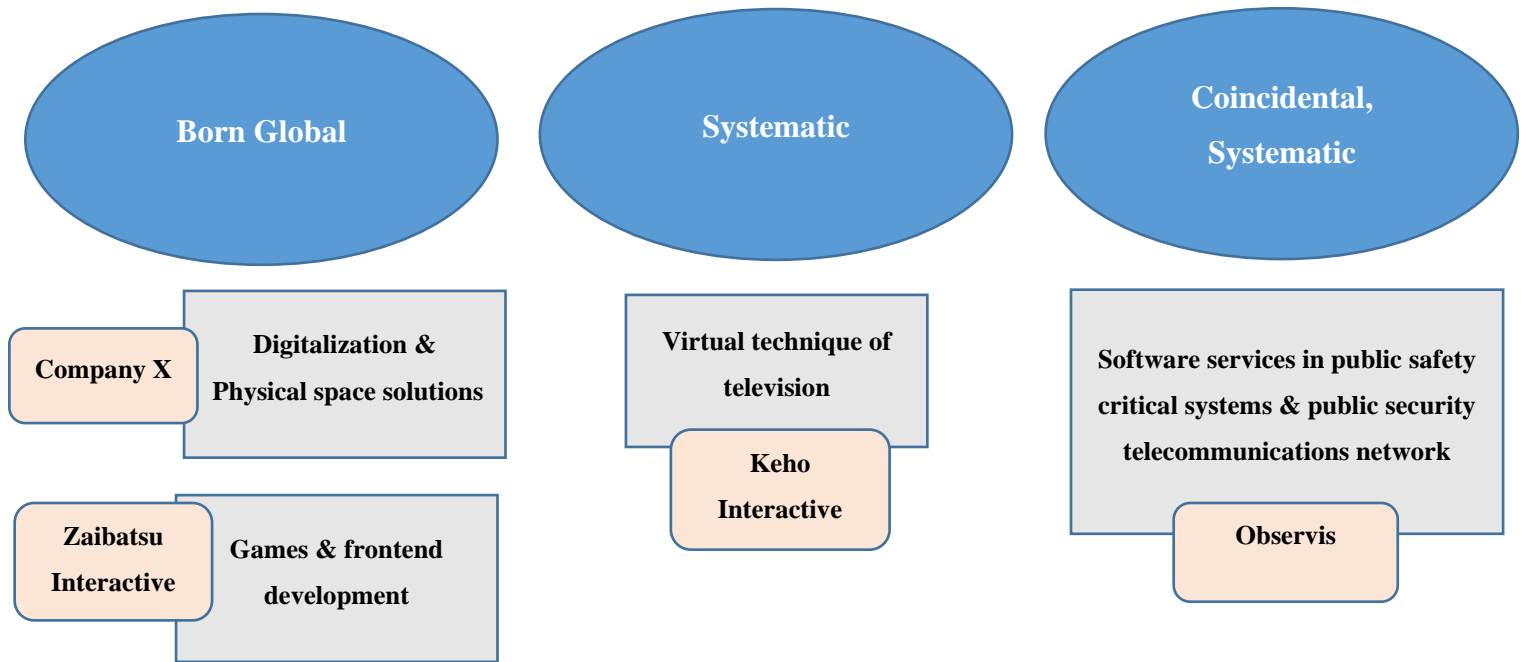 Born Global
Systematic
Coincidental,
Systematic
Company X
Digitalization &
Physical space solutions
Zaibatsu
Interactive
Games & frontend
development
Virtual technique of
television
Keho
Interactive
Software services in public safety
critical systems & public security
telecommunications network
Observis